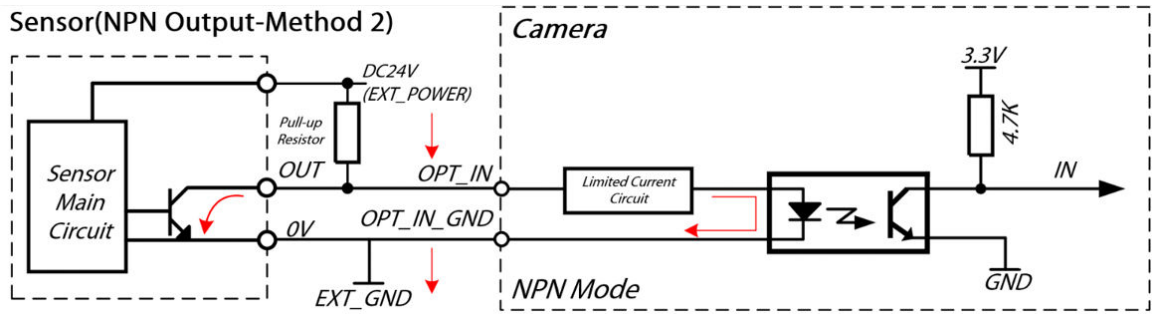 Sensor(NPN Output-Method 2)
Camera
DC24V
(EXT_POWER)
3.3V
4.7K
Pull-up
Resistor
Sensor
Main
Circuit
OUT
OPT_IN
Limited Current
Circuit
IN
0V
OPT_IN_GND
EXT_GND
NPN Mode
GND